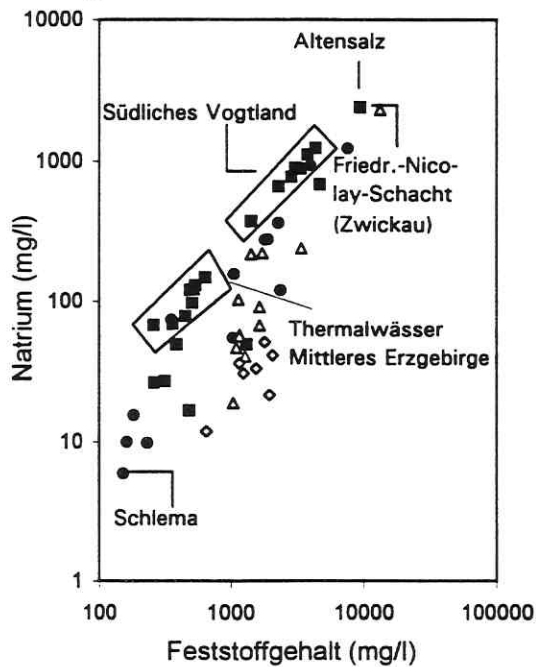 10000
Altensalz
Südliches Vogtland
1000
Friedr.-Nico-
lay-Schacht
(Zwickau)
Natrium (mg/l)
100
Thermalwässer
Mittleres Erzgebirge
10
Schlema
1
100 1000 10000 100000
Feststoffgehalt (mg/l)